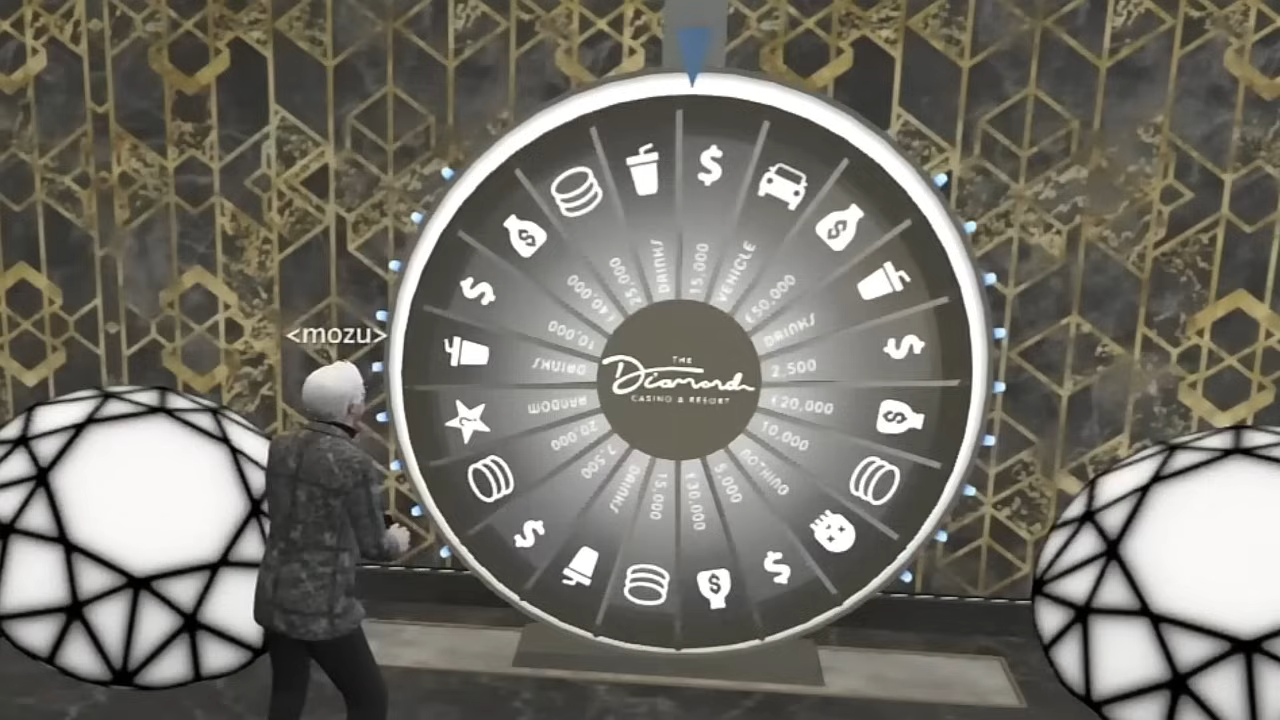 <mozu>
15,000
VEHICLE
$50,000
DRINKS
2,500
$20,000
10,000
5,000
$30,000
15,000
DRINKS
7,500
20,000
RANDOM
DRINKS
10,000
$40,000
25,000
DRINKS
THE
Diamond
CASINO & RESORT